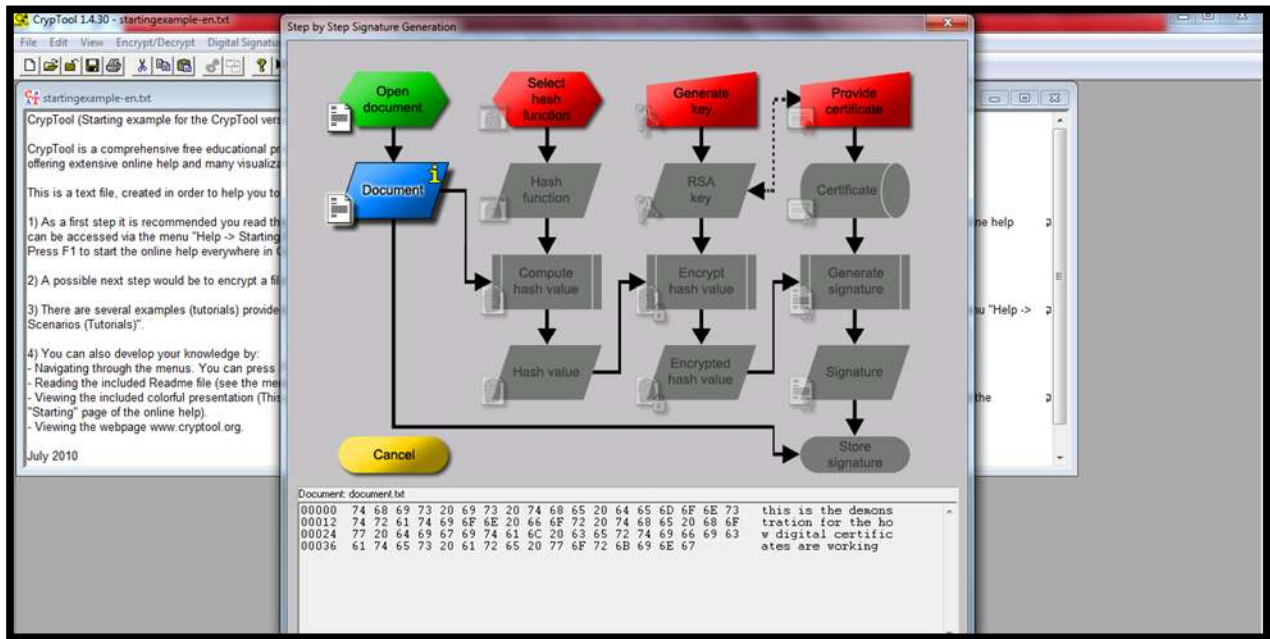 CrypTool 1.4.30 - startingexample-en.txt
File Edit View Encrypt/Decrypt Digital Signatu
startingexample-en.txt
CrypTool (Starting example for the CrypTool vers
CrypTool is a comprehensive free educational pr
offering extensive online help and many visualiza
This is a text file, created in order to help you to
1) As a first step it is recommended you read th
ne help
can be accessed via the menu "Help -> Starting
Press F1 to start the online help everywhere in C
2) A possible next step would be to encrypt a fil
3) There are several examples (tutorials) provide
nu "Help ->
Scenarios (Tutorials)".
4) You can also develop your knowledge by:
- Navigating through the menus. You can press
- Reading the included Readme file (see the me
- Viewing the included colorful presentation (This
the
"Starting" page of the online help).
- Viewing the webpage www.cryptool.org.
July 2010
Step by Step Signature Generation
Open
document
Select
hash
function
Generate
key
Provide
certificate
Document
i
Hash
function
RSA
key
Certificate
Compute
hash value
Encrypt
hash value
Generate
signature
Hash value
Encrypted
hash value
Signature
Cancel
Store
signature
Document: document.txt
00000 74 68 69 73 20 69 73 20 74 68 65 20 64 65 6D 6F 6E 73 this is the demons
00012 74 72 61 74 69 6F 6E 20 66 6F 72 20 74 68 65 20 68 6F tration for the ho
00024 77 20 64 69 67 69 74 61 6C 20 63 65 72 74 69 66 69 63 w digital certific
00036 61 74 65 73 20 61 72 65 20 77 6F 72 6B 69 6E 67 ates are working